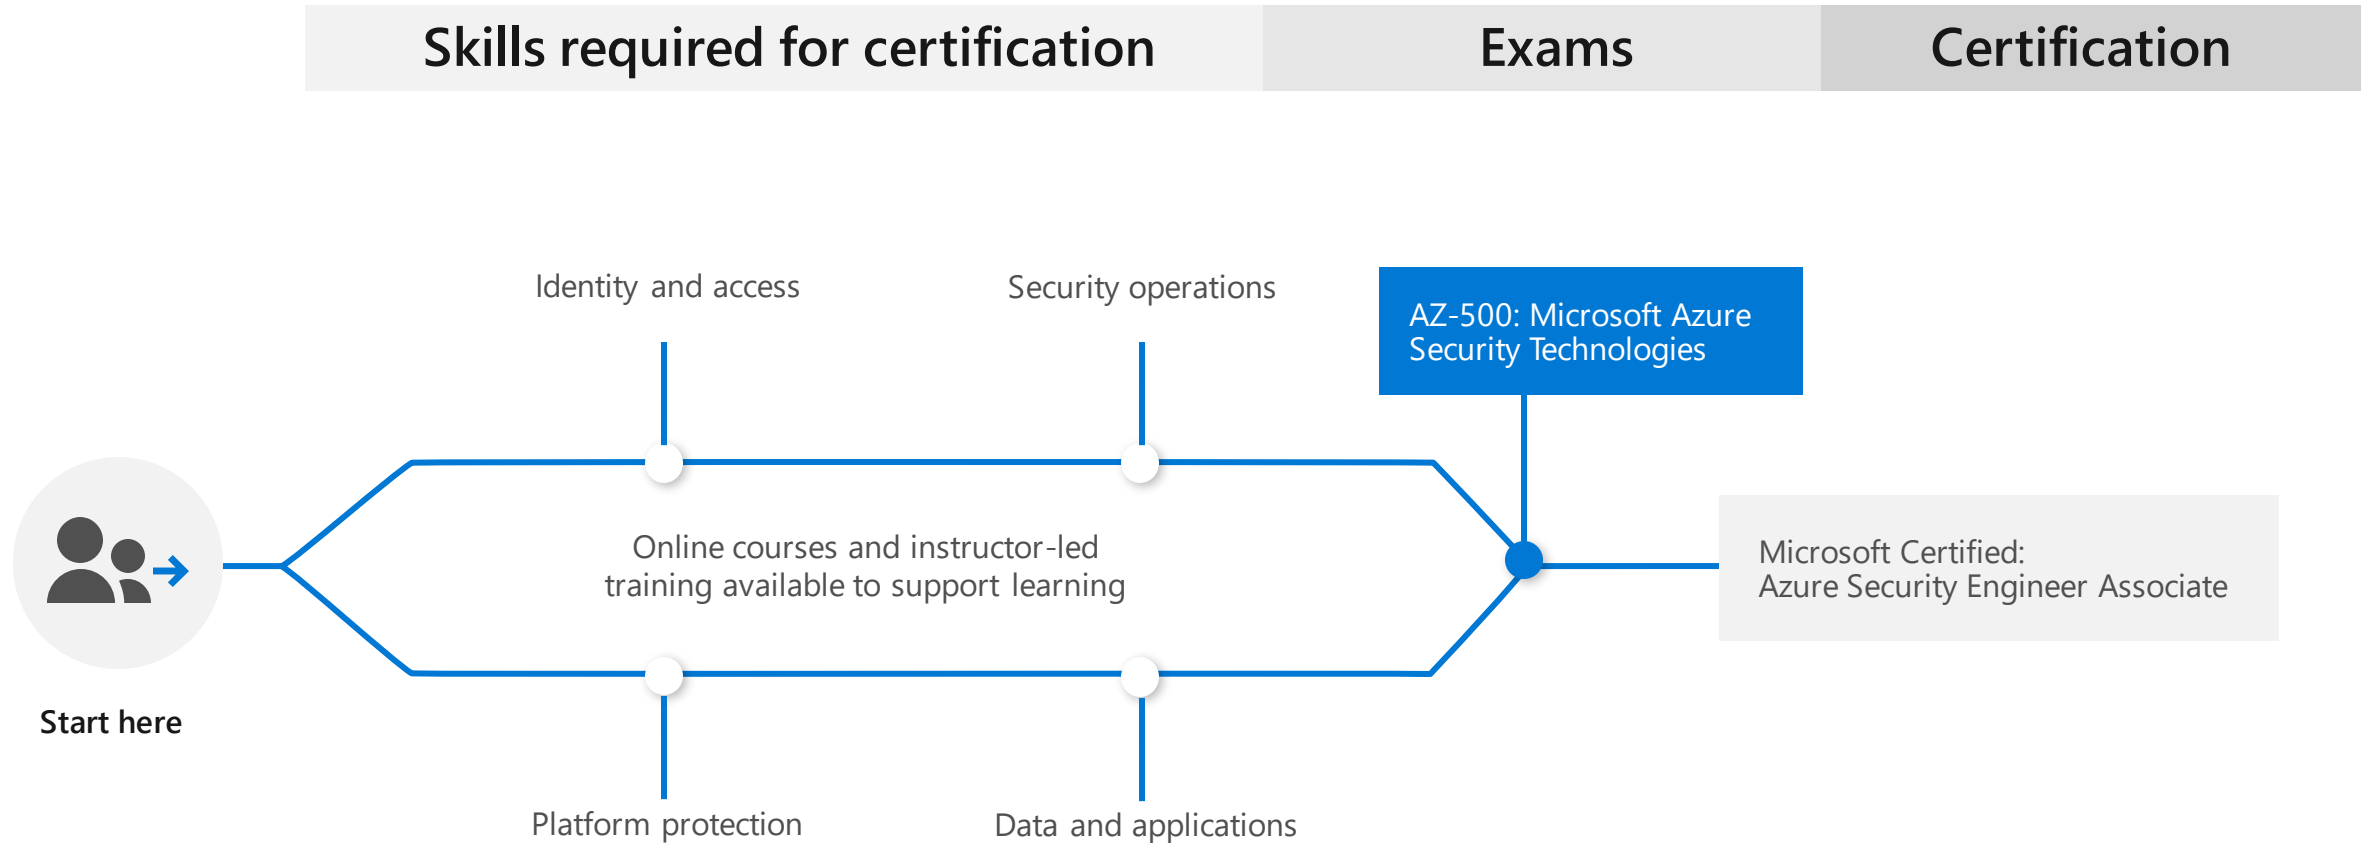 Skills required for certification
Exams
Certification
Identity and access
Security operations
AZ-500: Microsoft Azure
Security Technologies
Online courses and instructor-led
training available to support learning
Microsoft Certified:
Azure Security Engineer Associate
Start here
Platform protection
Data and applications